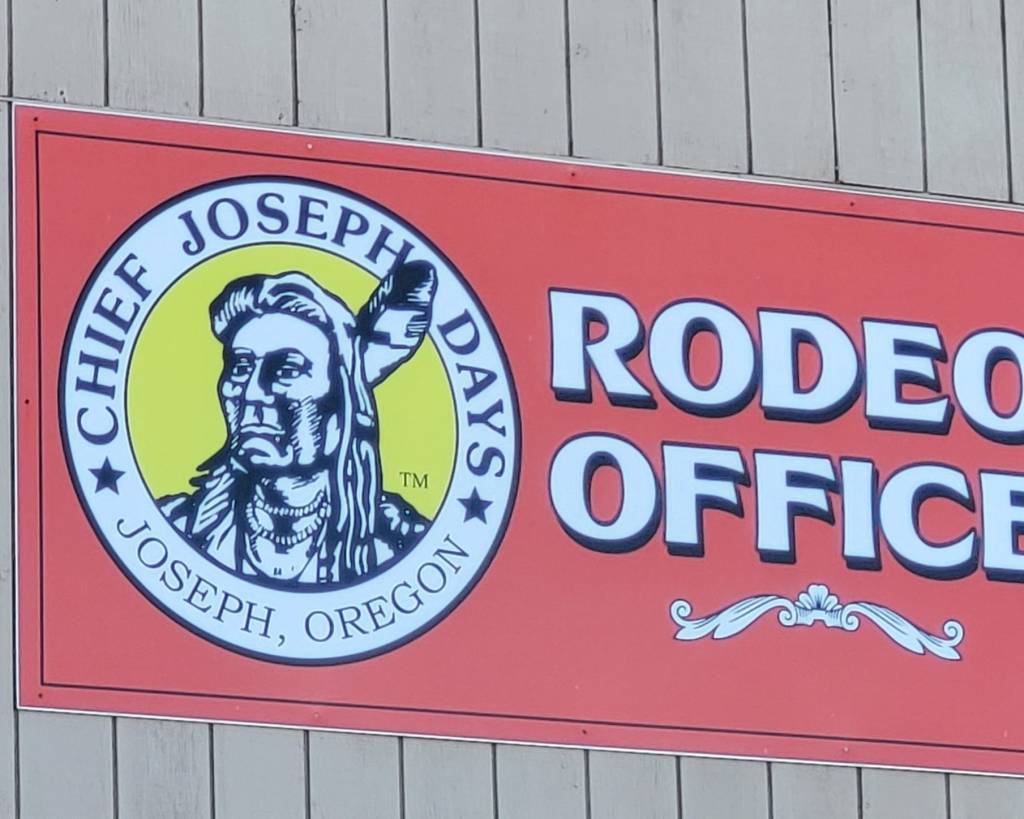 CHIEF JOSEPH DAYS
★ ★
JOSEPH, OREGON
TM
RODEO
OFFICE